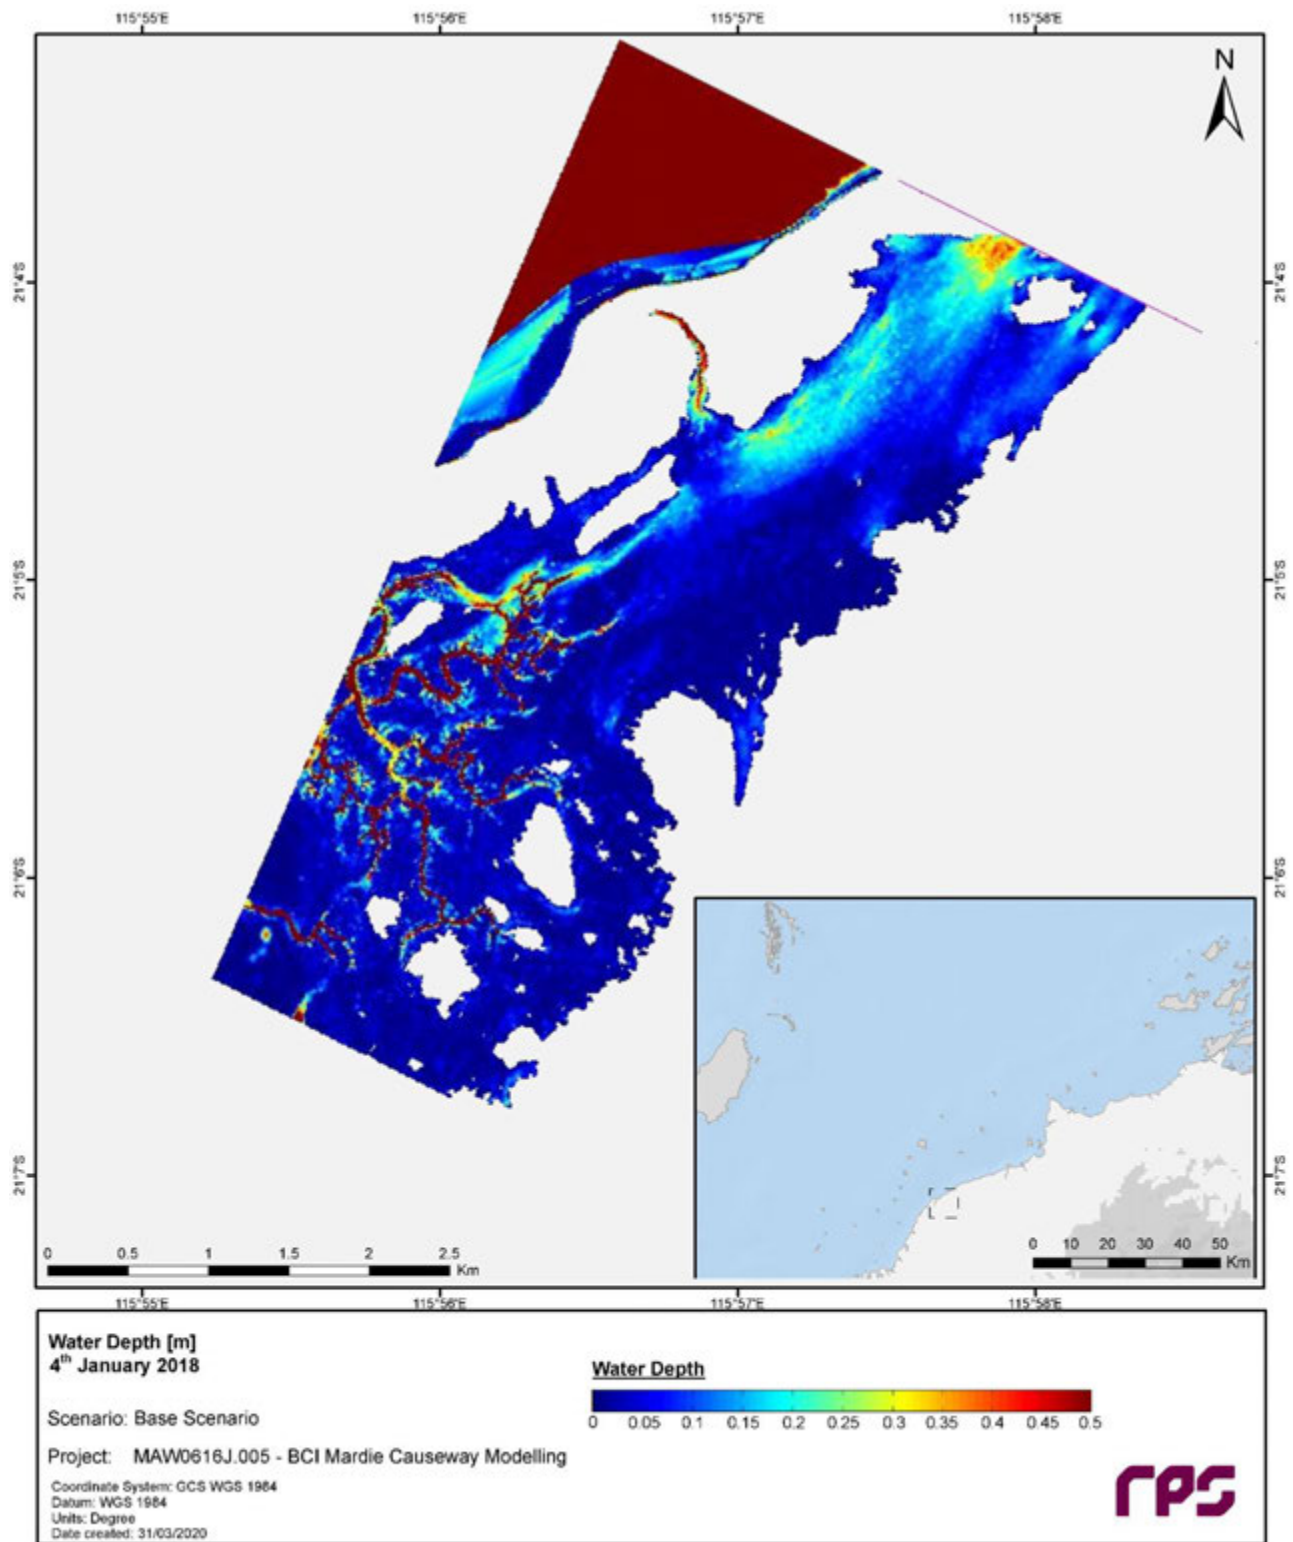 115°55'E 115°56'E 115°57'E 115°58'E
N
21°4'S 21°4'S
21°5'S 21°5'S
21°6'S 21°6'S
21°7'S 21°7'S
0 0.5 1 1.5 2 2.5
Km
0 10 20 30 40 50
Km
115°55'E 115°56'E 115°57'E 115°58'E
Water Depth [m]
4th January 2018
Scenario: Base Scenario
Project: MAW0616J.005 - BCI Mardie Causeway Modelling
Coordinate System: GCS WGS 1984
Datum: WGS 1984
Units: Degree
Date created: 31/03/2020
Water Depth
0 0.05 0.1 0.15 0.2 0.25 0.3 0.35 0.4 0.45 0.5
rps